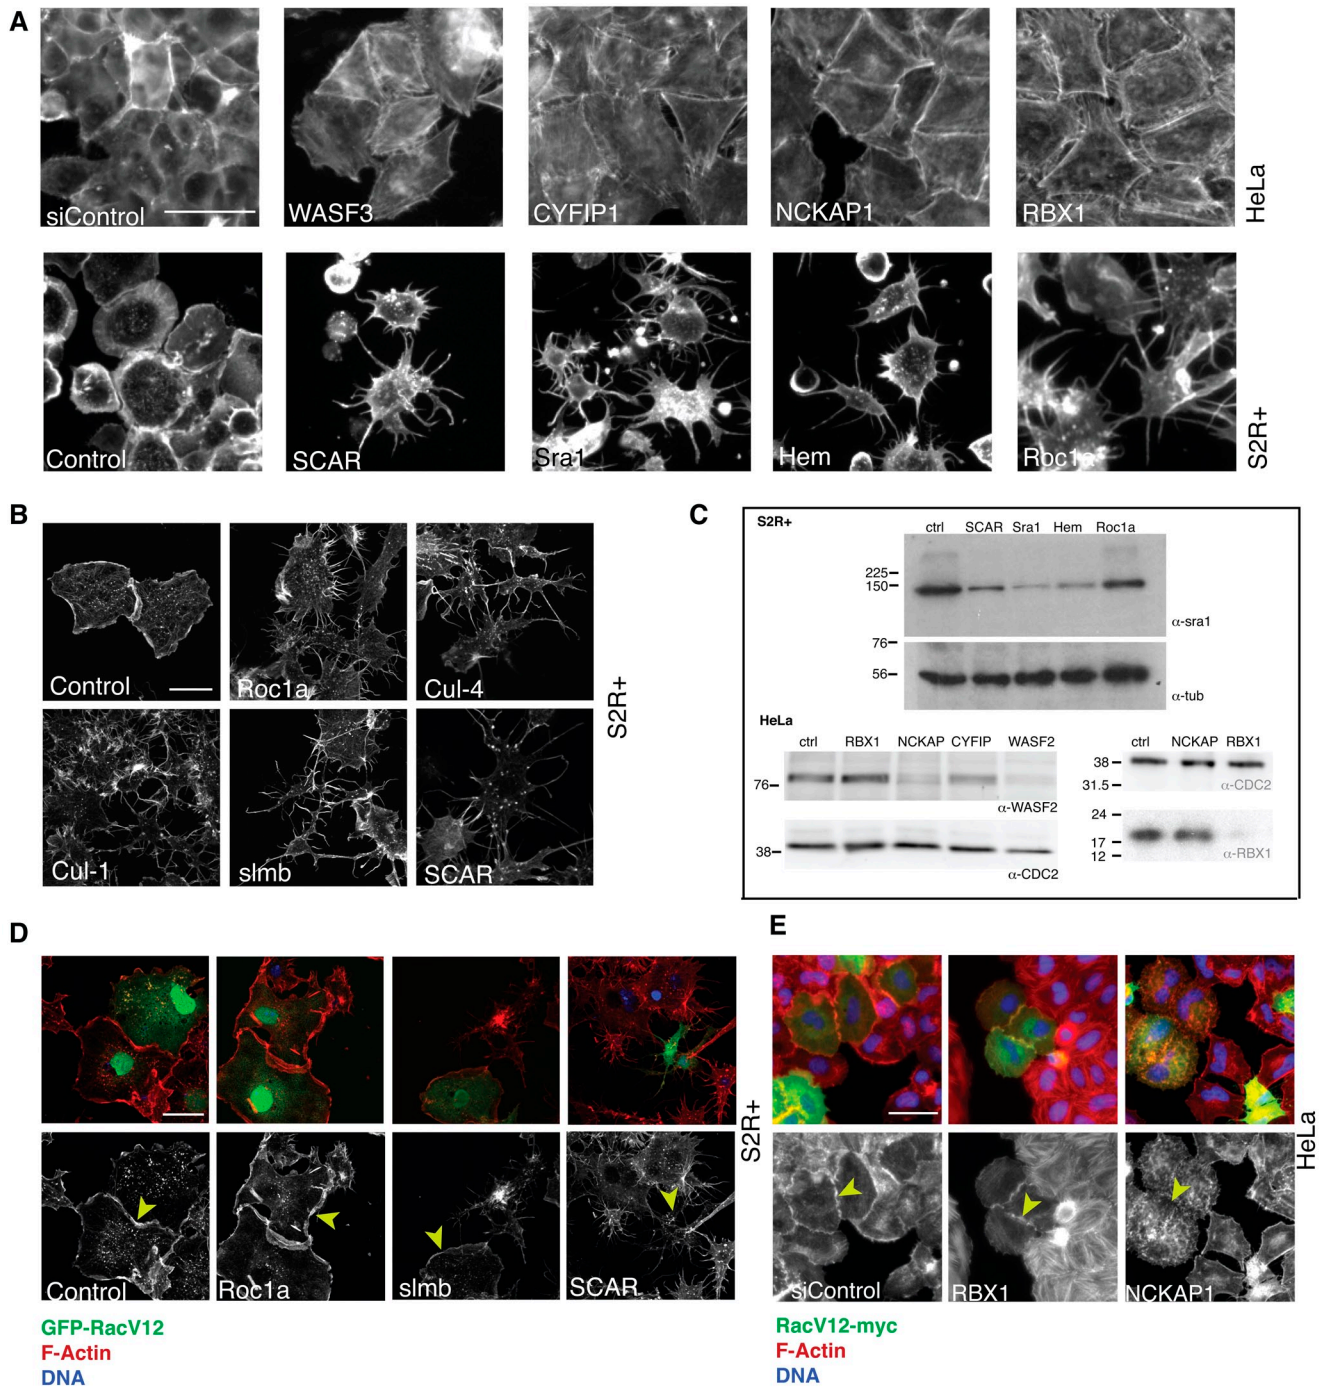 A
siControl
WASF3
CYFIP1
NCKAP1
RBX1
HeLa
Control
SCAR
Sra1
Hem
Roc1a
S2R+
B
Control
Roc1a
Cul-4
Cul-1
slmb
SCAR
S2R+
C
S2R+
ctrl SCAR Sra1 Hem Roc1a
225
150
α-sra1
76
56
α-tub
HeLa
ctrl RBX1 NCKAP CYFIP WASF2
76
α-WASF2
38
α-CDC2
ctrl NCKAP RBX1
38
31.5
α-CDC2
24
17
12
α-RBX1
D
Control
Roc1a
slmb
SCAR
S2R+
GFP-RacV12
F-Actin
DNA
E
siControl
RBX1
NCKAP1
HeLa
RacV12-myc
F-Actin
DNA